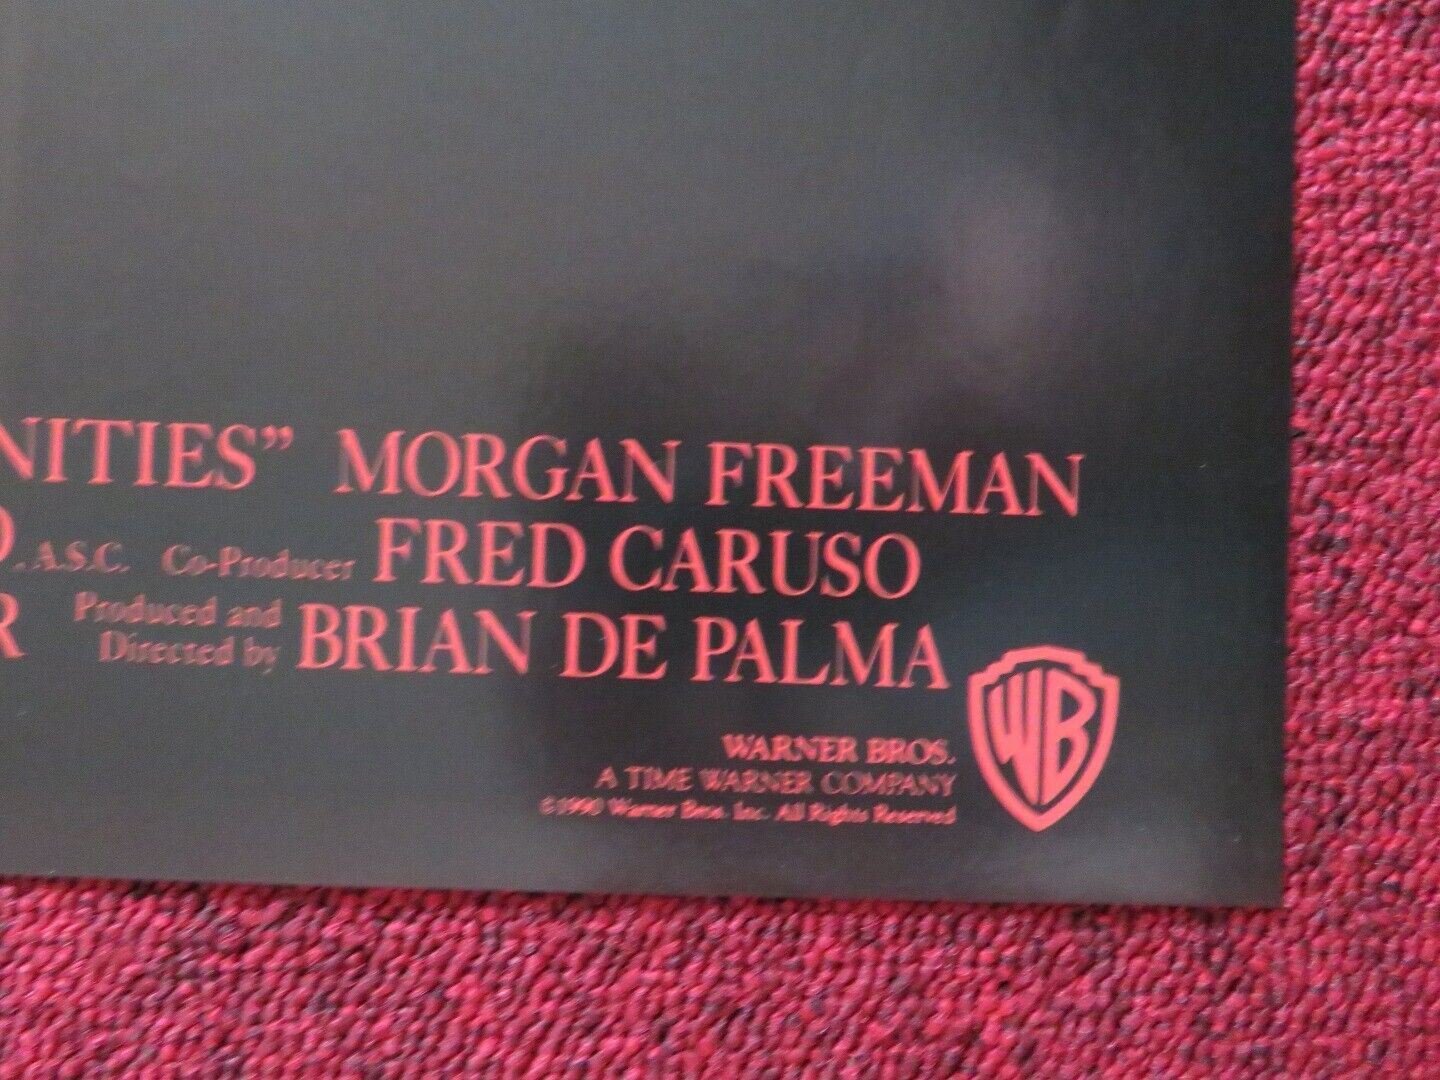 NITIES” MORGAN FREEMAN
, A.S.C. Co-Producer FRED CARUSO
R Produced and Directed by BRIAN DE PALMA
WARNER BROS.
A TIME WARNER COMPANY
©1990 Warner Bros. Inc. All Rights Reserved
WB